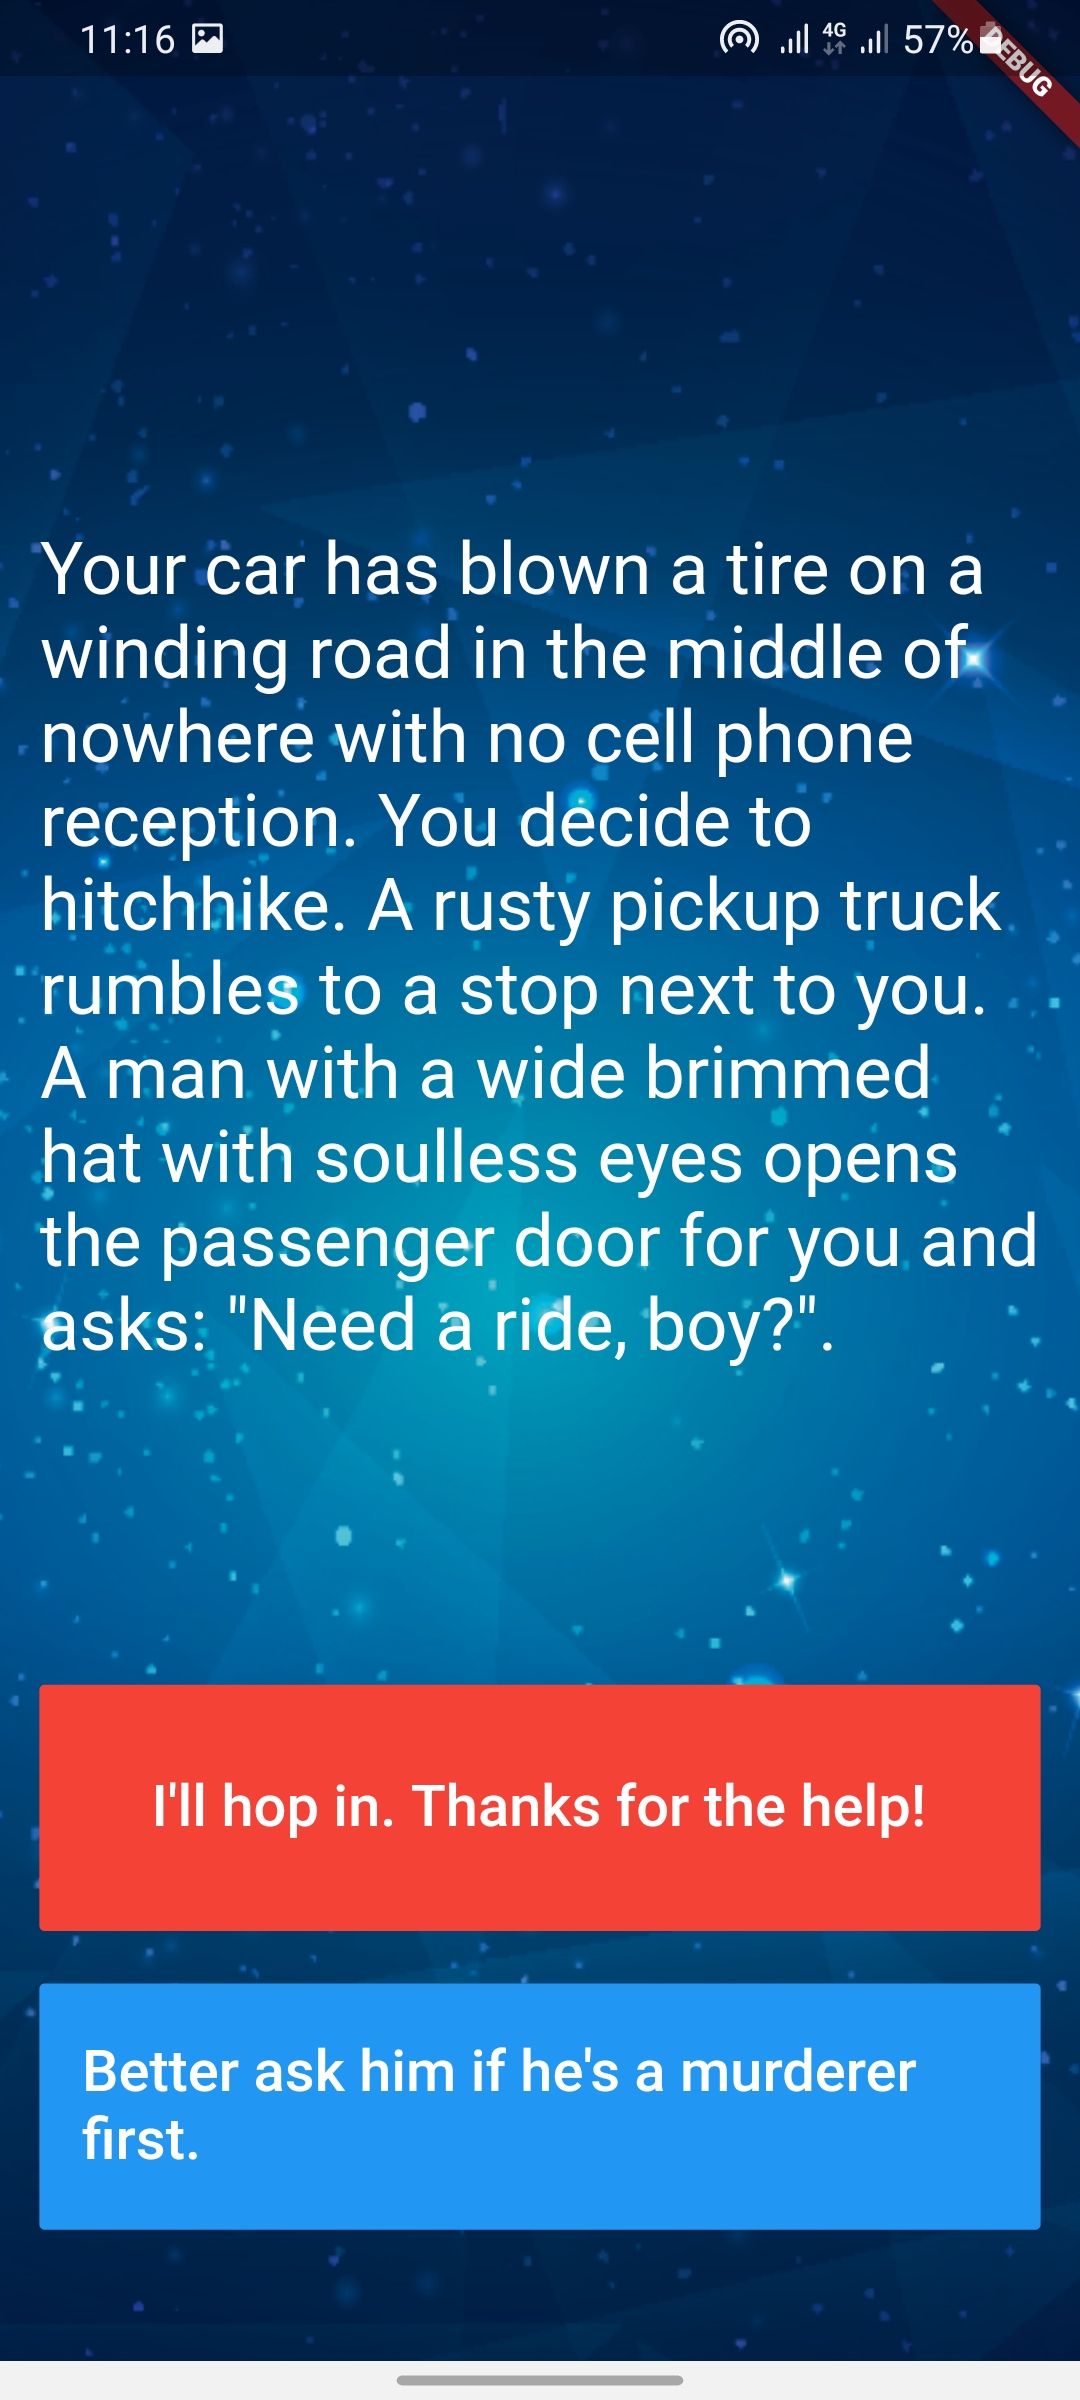 11:16 4G 57%
DEBUG
Your car has blown a tire on a
winding road in the middle of
nowhere with no cell phone
reception. You decide to
hitchhike. A rusty pickup truck
rumbles to a stop next to you.
A man with a wide brimmed
hat with soulless eyes opens
the passenger door for you and
asks: "Need a ride, boy?".
I'll hop in. Thanks for the help!
Better ask him if he's a murderer
first.